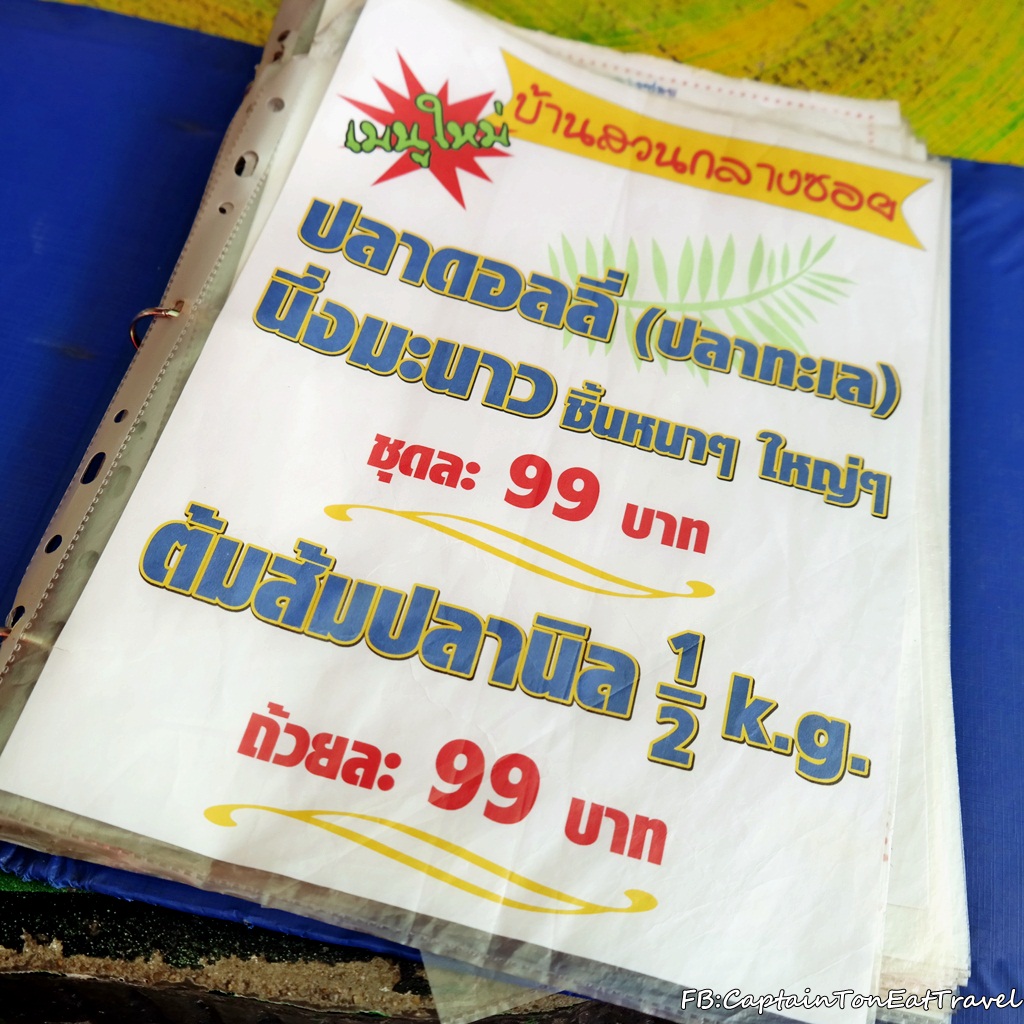 เมนูใหม่
บ้านสวนกลางซอย
ปลาดอลลี่ (ปลาทะเล)
นึ่งมะนาว ชิ้นหนาๆ ใหญ่ๆ
ชุดละ 99 บาท
ต้มส้มปลานิล 1/2 k.g.
ถ้วยละ 99 บาท
FB:CaptainTonEatTravel